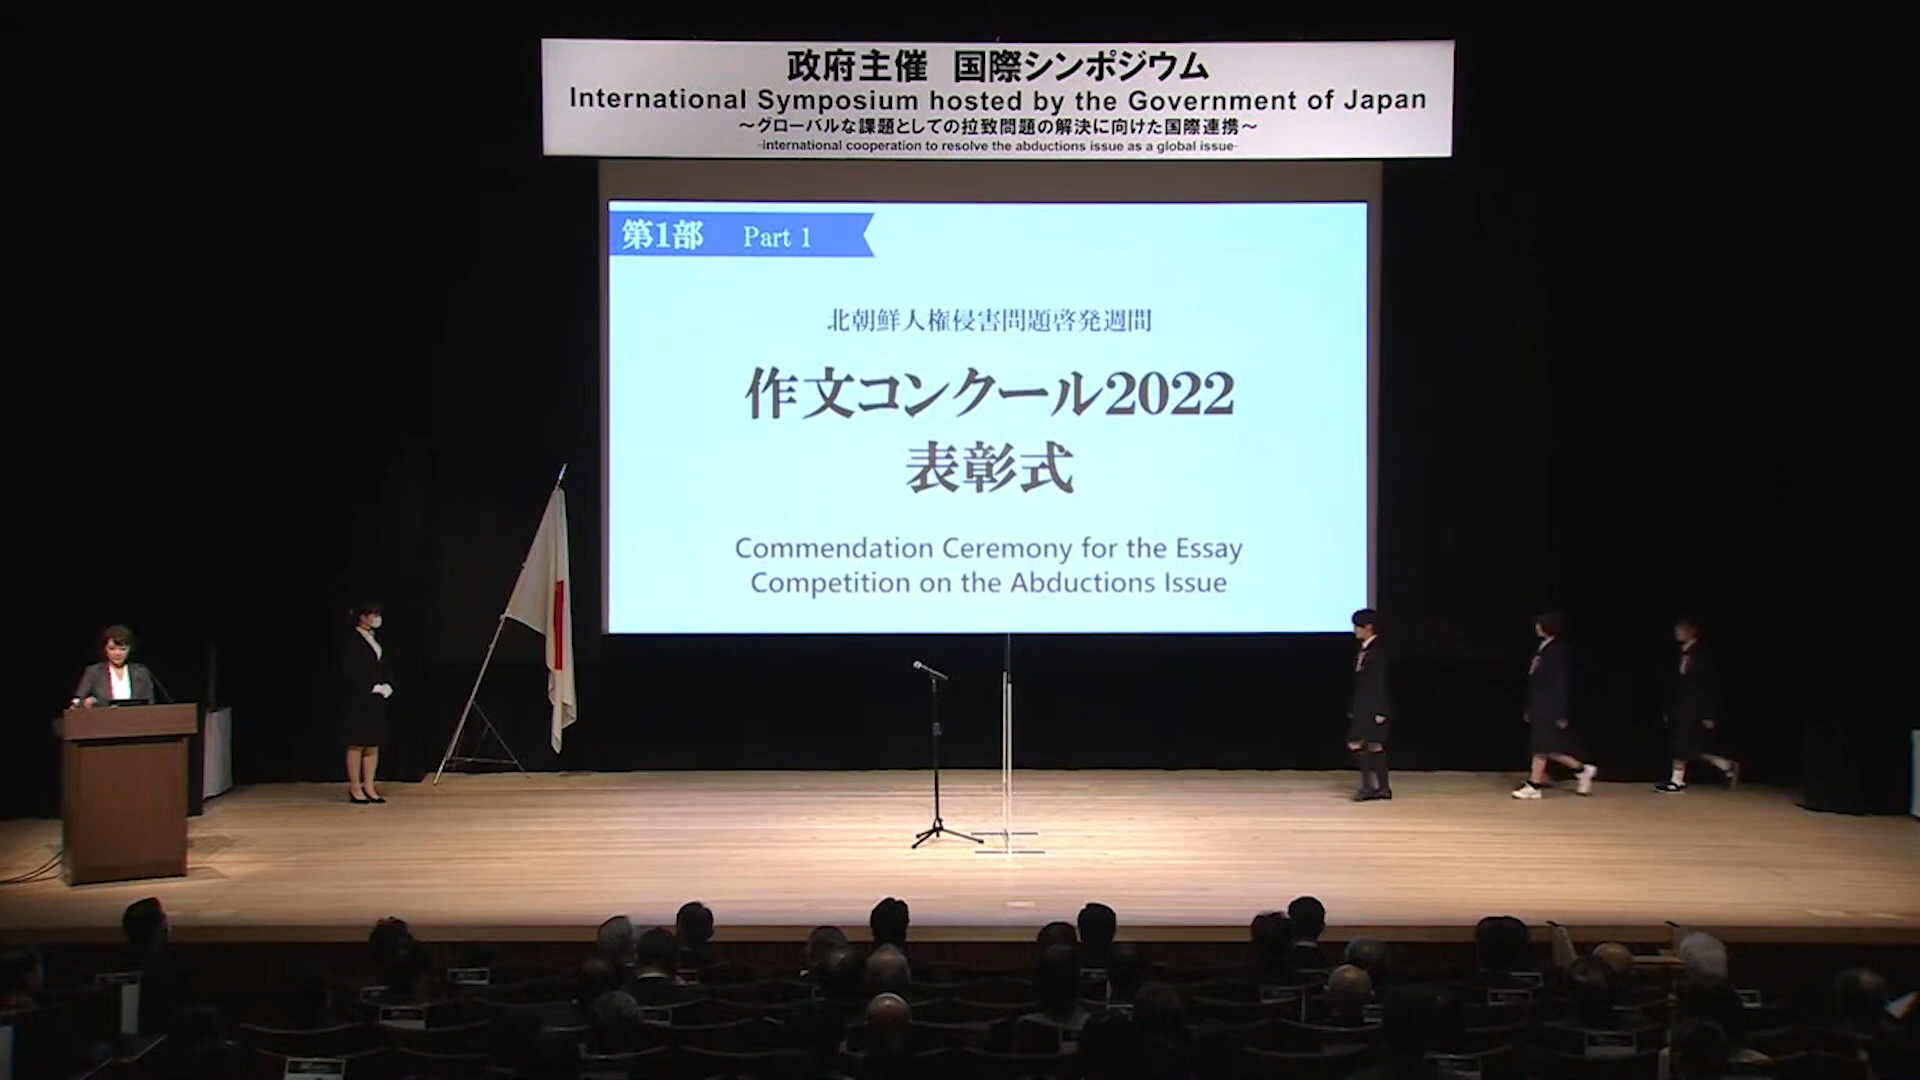 政府主催　国際シンポジウム
International Symposium hosted by the Government of Japan
～グローバルな課題としての拉致問題の解決に向けた国際連携～
-international cooperation to resolve the abductions issue as a global issue-
第1部 Part 1
北朝鮮人権侵害問題啓発週間
作文コンクール2022
表彰式
Commendation Ceremony for the Essay
Competition on the Abductions Issue